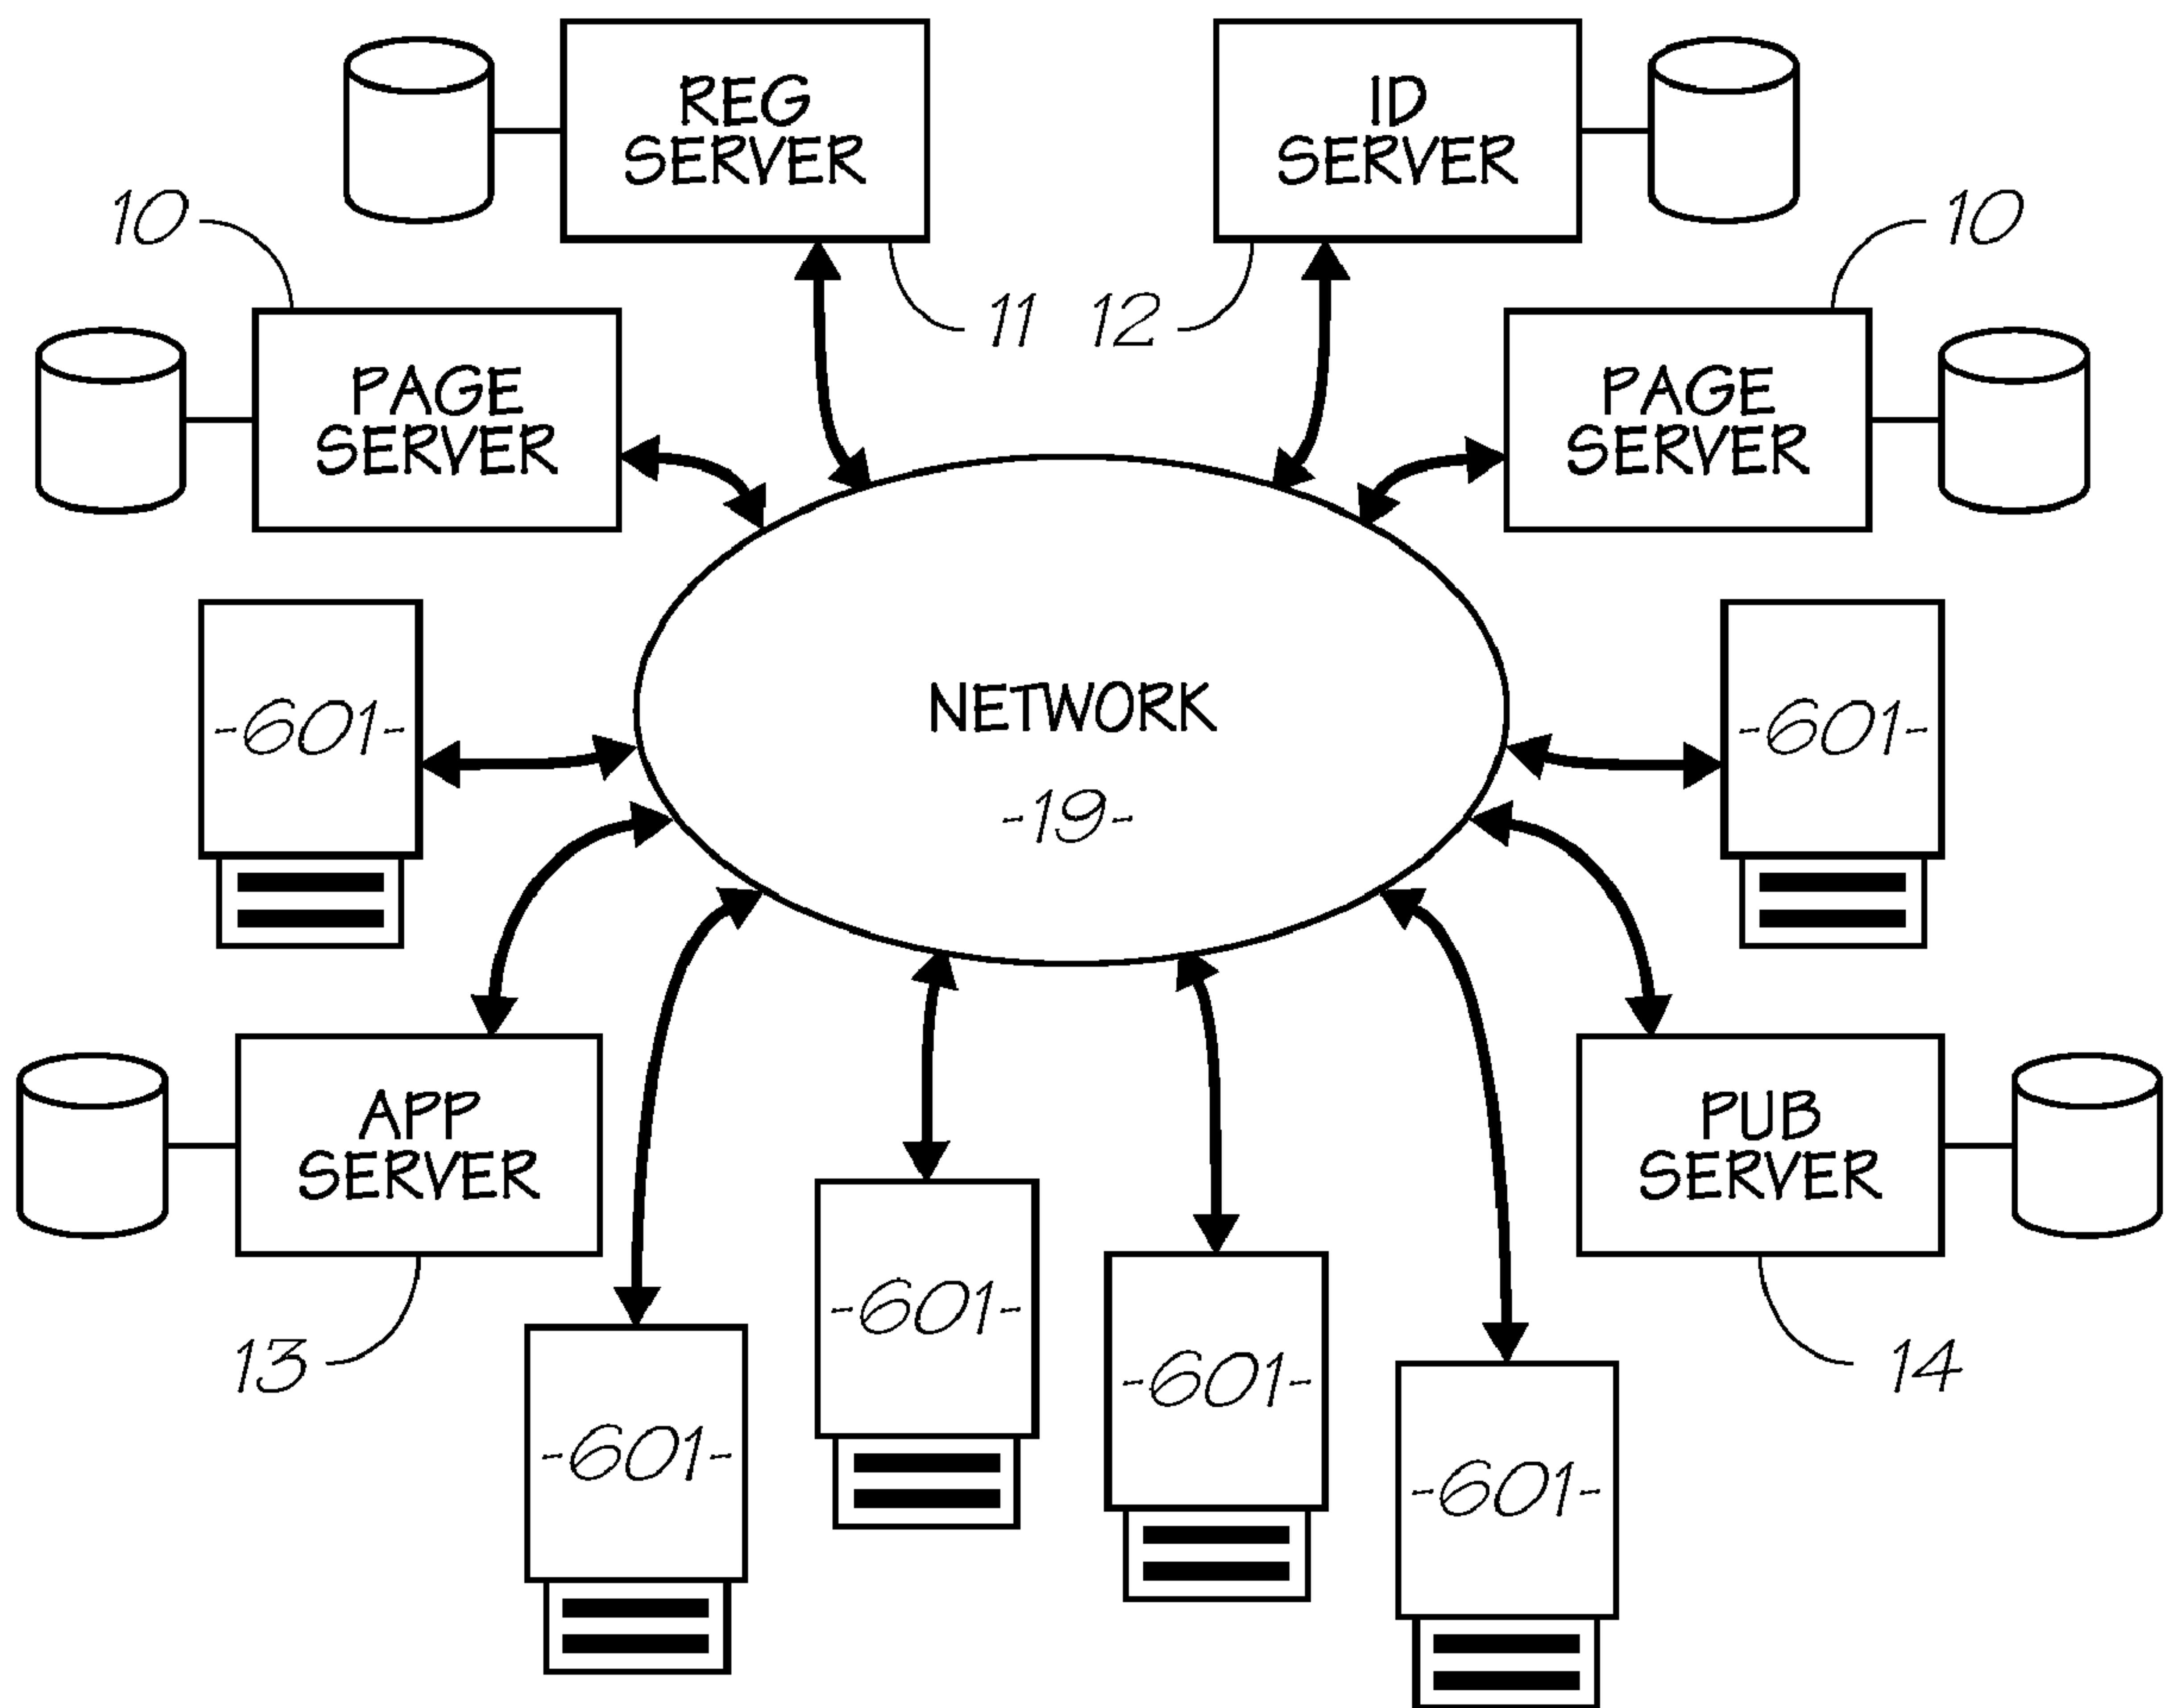 REG
SERVER
ID
SERVER
10
10
11
12
PAGE
SERVER
PAGE
SERVER
-601-
NETWORK
-19-
-601-
APP
SERVER
PUB
SERVER
13
14
-601-
-601-
-601-
-601-